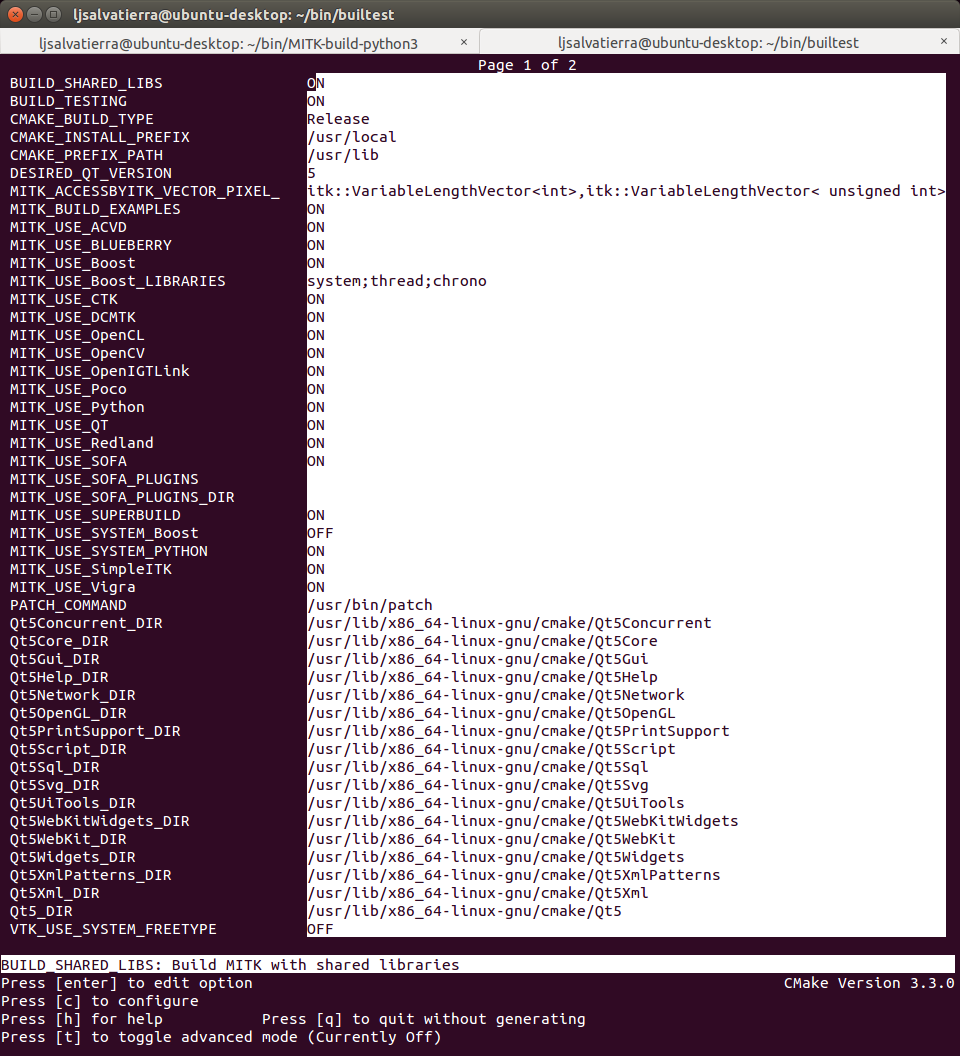 ljsalvatierra@ubuntu-desktop: ~/bin/builtest
ljsalvatierra@ubuntu-desktop: ~/bin/MITK-build-python3 × ljsalvatierra@ubuntu-desktop: ~/bin/builtest ×
Page 1 of 2
BUILD_SHARED_LIBS ON
BUILD_TESTING ON
CMAKE_BUILD_TYPE Release
CMAKE_INSTALL_PREFIX /usr/local
CMAKE_PREFIX_PATH /usr/lib
DESIRED_QT_VERSION 5
MITK_ACCESSBYITK_VECTOR_PIXEL_ itk::VariableLengthVector<int>,itk::VariableLengthVector< unsigned int>
MITK_BUILD_EXAMPLES ON
MITK_USE_ACVD ON
MITK_USE_BLUEBERRY ON
MITK_USE_Boost ON
MITK_USE_Boost_LIBRARIES system;thread;chrono
MITK_USE_CTK ON
MITK_USE_DCMTK ON
MITK_USE_OpenCL ON
MITK_USE_OpenCV ON
MITK_USE_OpenIGTLink ON
MITK_USE_Poco ON
MITK_USE_Python ON
MITK_USE_QT ON
MITK_USE_Redland ON
MITK_USE_SOFA ON
MITK_USE_SOFA_PLUGINS
MITK_USE_SOFA_PLUGINS_DIR
MITK_USE_SUPERBUILD ON
MITK_USE_SYSTEM_Boost OFF
MITK_USE_SYSTEM_PYTHON ON
MITK_USE_SimpleITK ON
MITK_USE_Vigra ON
PATCH_COMMAND /usr/bin/patch
Qt5Concurrent_DIR /usr/lib/x86_64-linux-gnu/cmake/Qt5Concurrent
Qt5Core_DIR /usr/lib/x86_64-linux-gnu/cmake/Qt5Core
Qt5Gui_DIR /usr/lib/x86_64-linux-gnu/cmake/Qt5Gui
Qt5Help_DIR /usr/lib/x86_64-linux-gnu/cmake/Qt5Help
Qt5Network_DIR /usr/lib/x86_64-linux-gnu/cmake/Qt5Network
Qt5OpenGL_DIR /usr/lib/x86_64-linux-gnu/cmake/Qt5OpenGL
Qt5PrintSupport_DIR /usr/lib/x86_64-linux-gnu/cmake/Qt5PrintSupport
Qt5Script_DIR /usr/lib/x86_64-linux-gnu/cmake/Qt5Script
Qt5Sql_DIR /usr/lib/x86_64-linux-gnu/cmake/Qt5Sql
Qt5Svg_DIR /usr/lib/x86_64-linux-gnu/cmake/Qt5Svg
Qt5UiTools_DIR /usr/lib/x86_64-linux-gnu/cmake/Qt5UiTools
Qt5WebKitWidgets_DIR /usr/lib/x86_64-linux-gnu/cmake/Qt5WebKitWidgets
Qt5WebKit_DIR /usr/lib/x86_64-linux-gnu/cmake/Qt5WebKit
Qt5Widgets_DIR /usr/lib/x86_64-linux-gnu/cmake/Qt5Widgets
Qt5XmlPatterns_DIR /usr/lib/x86_64-linux-gnu/cmake/Qt5XmlPatterns
Qt5Xml_DIR /usr/lib/x86_64-linux-gnu/cmake/Qt5Xml
Qt5_DIR /usr/lib/x86_64-linux-gnu/cmake/Qt5
VTK_USE_SYSTEM_FREETYPE OFF
BUILD_SHARED_LIBS: Build MITK with shared libraries
Press [enter] to edit option CMake Version 3.3.0
Press [c] to configure
Press [h] for help Press [q] to quit without generating
Press [t] to toggle advanced mode (Currently Off)